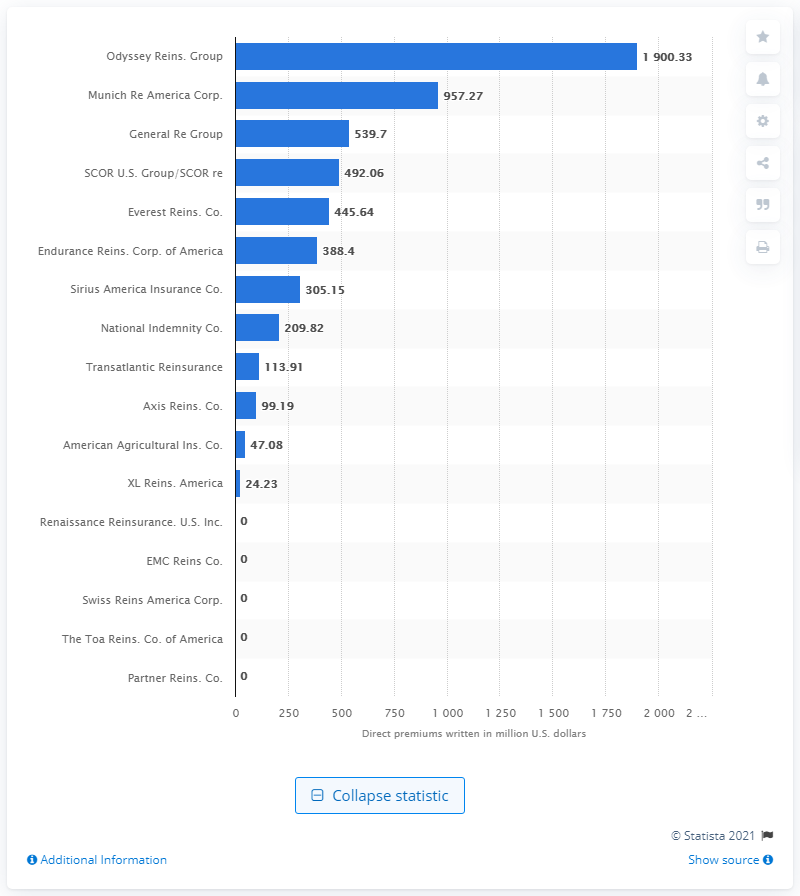 Odyssey Reins. Group 1 900.33
Munich Re America Corp. 957.27
General Re Group 539.7
SCOR U.S. Group/SCOR re 492.06
Everest Reins. Co. 445.64
Endurance Reins. Corp. of America 388.4
Sirius America Insurance Co. 305.15
National Indemnity Co. 209.82
Transatlantic Reinsurance 113.91
Axis Reins. Co. 99.19
American Agricultural Ins. Co. 47.08
XL Reins. America 24.23
Renaissance Reinsurance. U.S. Inc. 0
EMC Reins Co. 0
Swiss Reins America Corp. 0
The Toa Reins. Co. of America 0
Partner Reins. Co. 0
0 250 500 750 1 000 1 250 1 500 1 750 2 000 2 ...
Direct premiums written in million U.S. dollars
Collapse statistic
© Statista 2021
Additional Information Show source